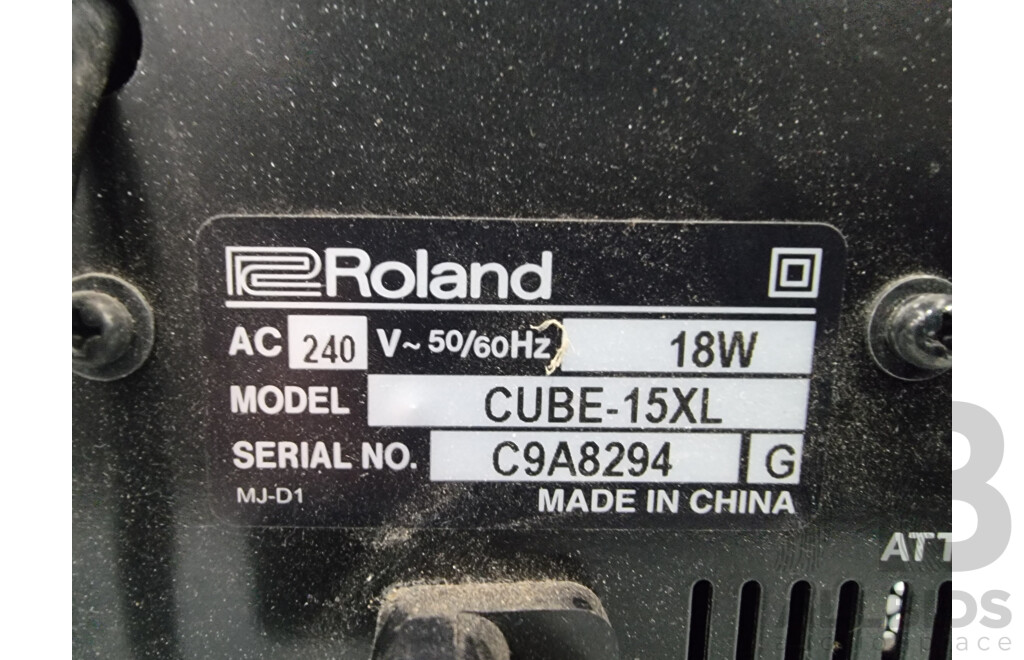 Roland
AC 240 V~ 50/60Hz 18W
MODEL CUBE-15XL
SERIAL NO. C9A8294 G
MJ-D1 MADE IN CHINA
ATT